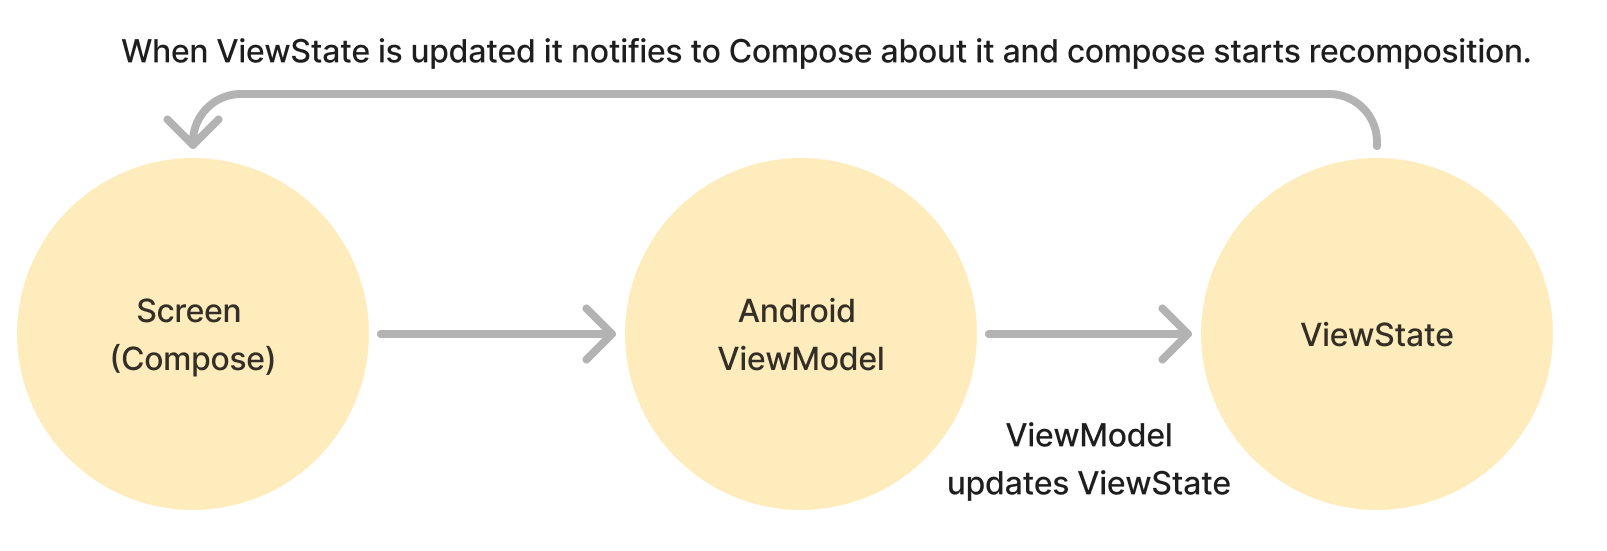 When ViewState is updated it notifies to Compose about it and compose starts recomposition.
Screen
(Compose)
Android
ViewModel
ViewState
ViewModel
updates ViewState